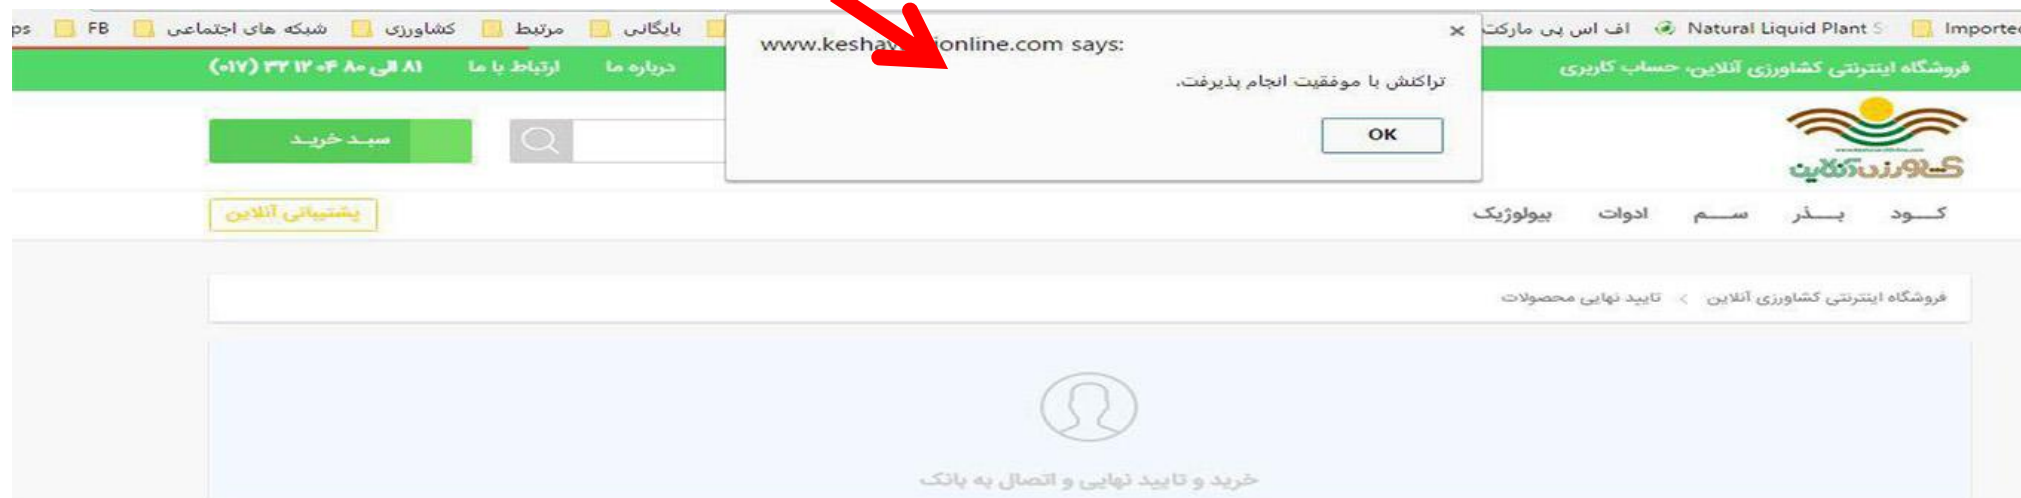 Imported
Natural Liquid Plant S
اف اس پی مارکت
بایگانی
مرتبط
کشاورزی
شبکه های اجتماعی
FB
ps
www.keshav online.com says:
تراکنش با موفقیت انجام پذیرفت.
OK
فروشگاه اینترنتی کشاورزی آنلاین، حساب کاربری
درباره ما
ارتباط با ما
(۰۱۷) ۳۲ ۱۲ ۰۴ ۸۰ الی ۸۱
کشاورزی آنلاین
سبد خرید
کود بذر سم ادوات بیولوژیک
پشتیبانی آنلاین
فروشگاه اینترنتی کشاورزی آنلاین > تایید نهایی محصولات
خرید و تایید نهایی و اتصال به بانک